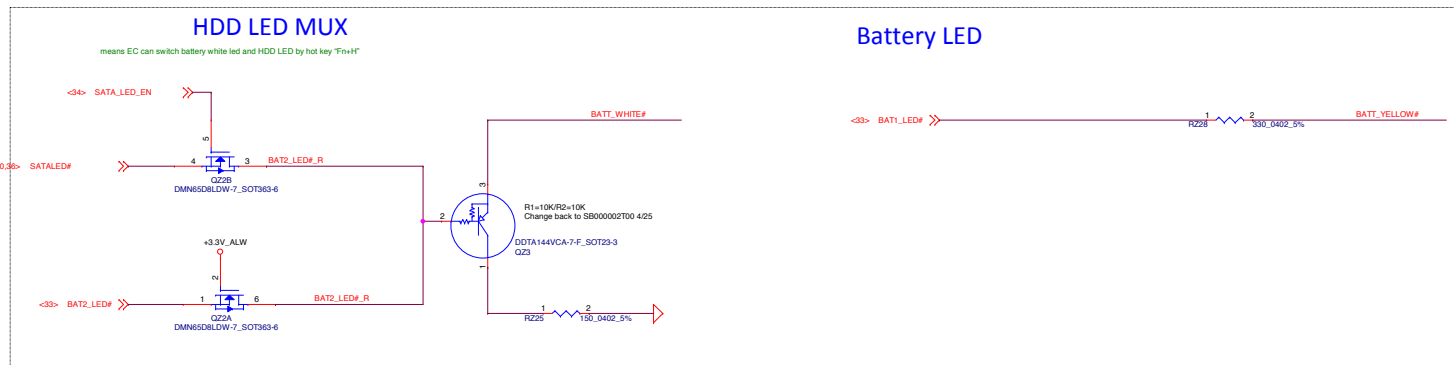 HDD LED MUX
Battery LED
means EC can switch battery white led and HDD LED by hot key "Fn+H"
<34> SATA_LED_EN
BATT_WHITE#
<33> BAT1_LED#
1
2
RZ28
330_0402_5%
BATT_YELLOW#
5
0,36> SATALED#
4
3
BAT2_LED#_R
QZ2B
DMN65D8LDW-7_SOT363-6
3
2
R1=10K/R2=10K
Change back to SB000002T00 4/25
DDTA144VCA-7-F_SOT23-3
QZ3
1
+3.3V_ALW
2
<33> BAT2_LED#
1
6
BAT2_LED#_R
QZ2A
DMN65D8LDW-7_SOT363-6
1
2
RZ25
150_0402_5%